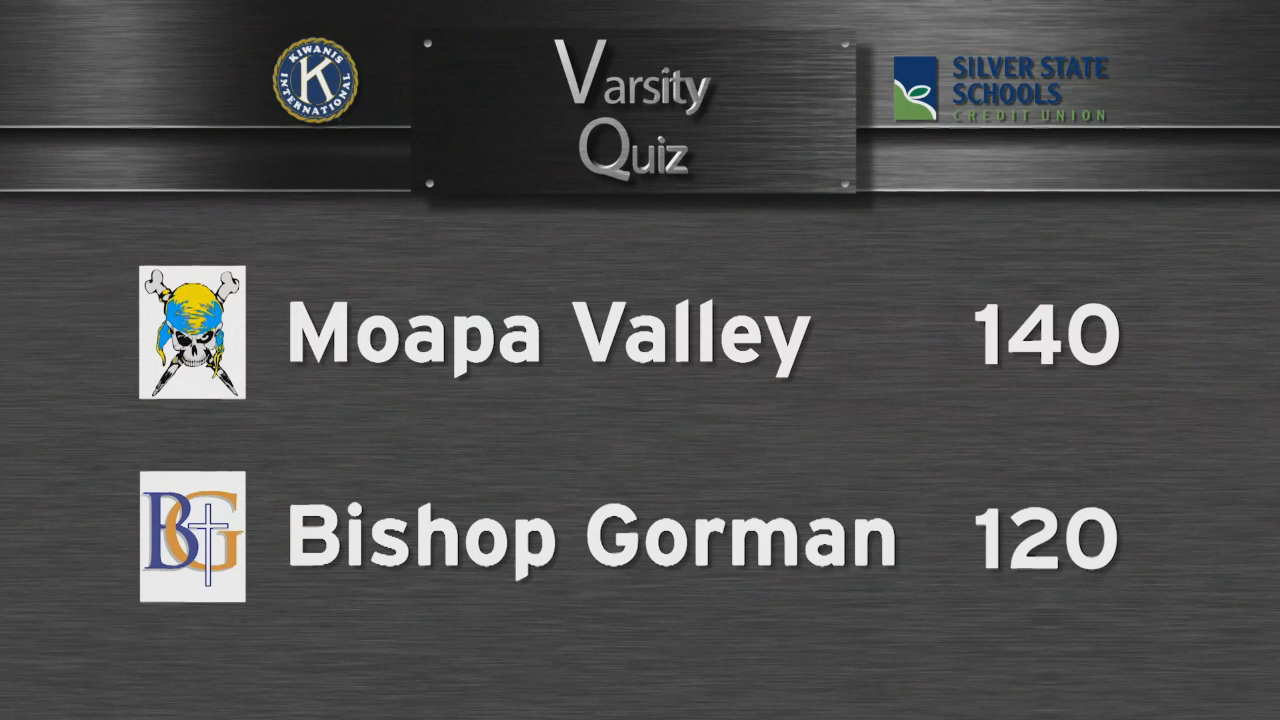 KIWANIS
K
INTERNATIONAL
Varsity
Quiz
SILVER STATE
SCHOOLS
CREDIT UNION
Moapa Valley 140
BG
Bishop Gorman 120